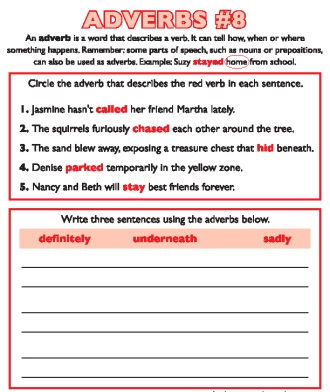 ADVERBS #8
An adverb is a word that describes a verb. It can tell how, when or where
something happens. Remember: some parts of speech, such as nouns or prepositions,
can also be used as adverbs. Example: Suzy stayed home from school.
Circle the adverb that describes the red verb in each sentence.
1. Jasmine hasn't called her friend Martha lately.
2. The squirrels furiously chased each other around the tree.
3. The sand blew away, exposing a treasure chest that hid beneath.
4. Denise parked temporarily in the yellow zone.
5. Nancy and Beth will stay best friends forever.
Write three sentences using the adverbs below.
definitely underneath sadly